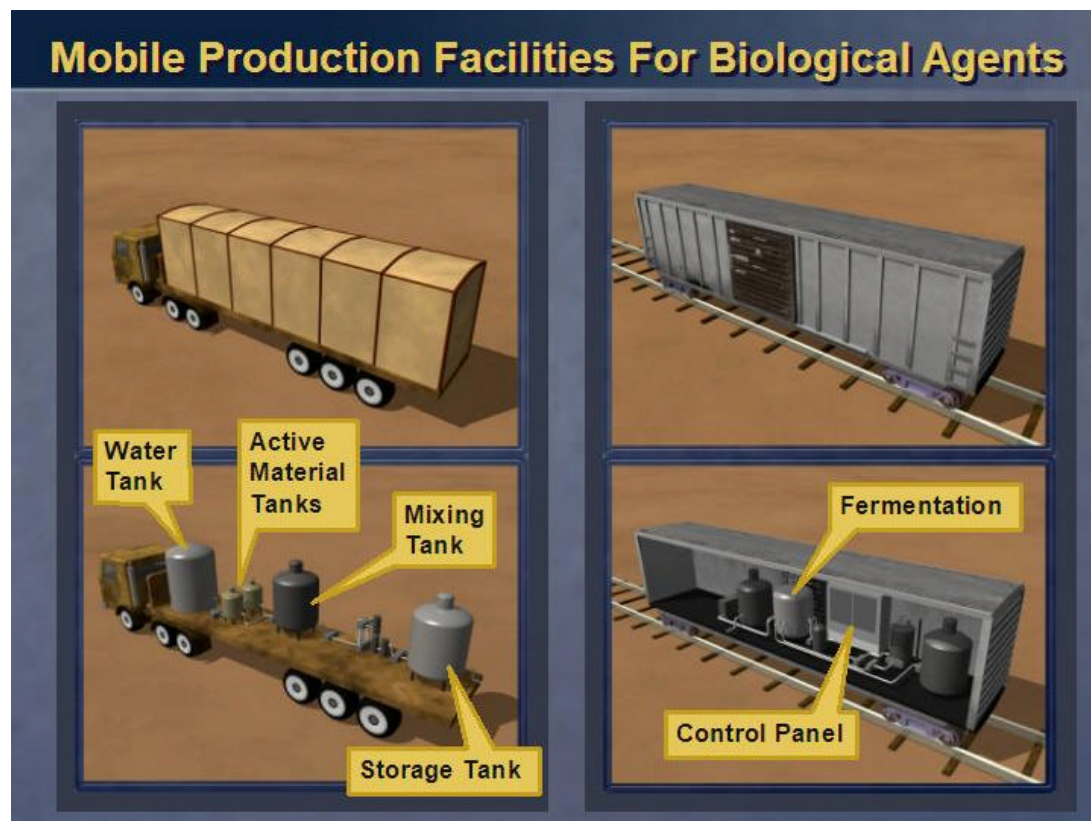 Mobile Production Facilities For Biological Agents
Water
Tank
Active
Material
Tanks
Mixing
Tank
Storage Tank
Fermentation
Control Panel